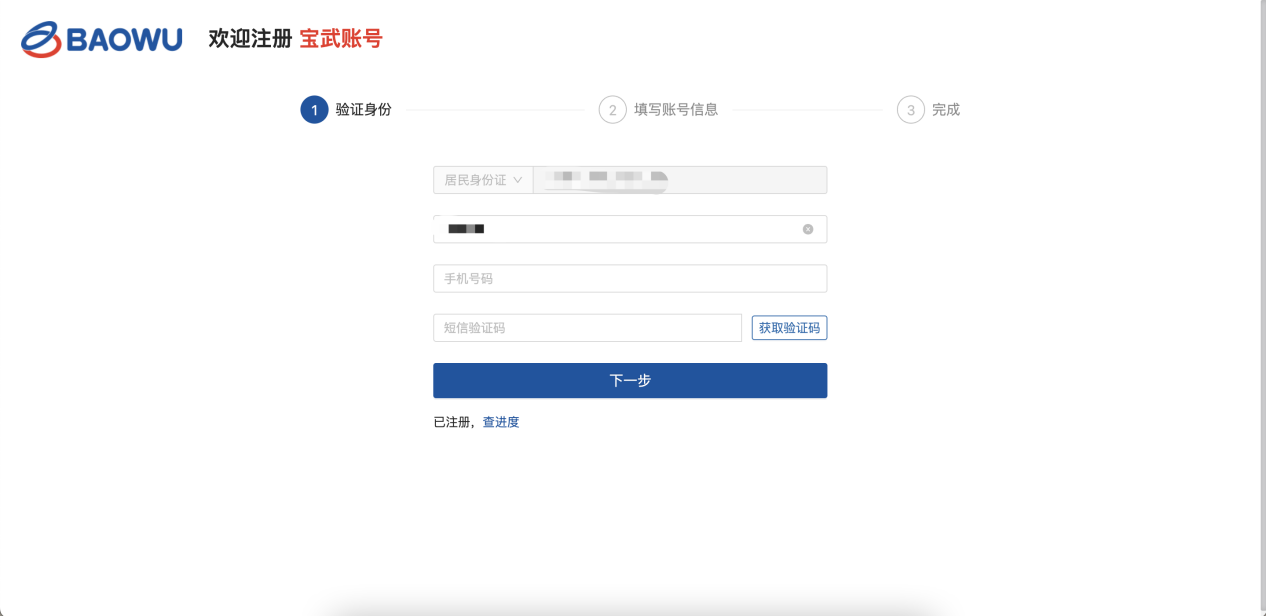 BAOWU 欢迎注册 宝武账号
1 验证身份 2 填写账号信息 3 完成
居民身份证
手机号码
短信验证码 获取验证码
下一步
已注册，查进度